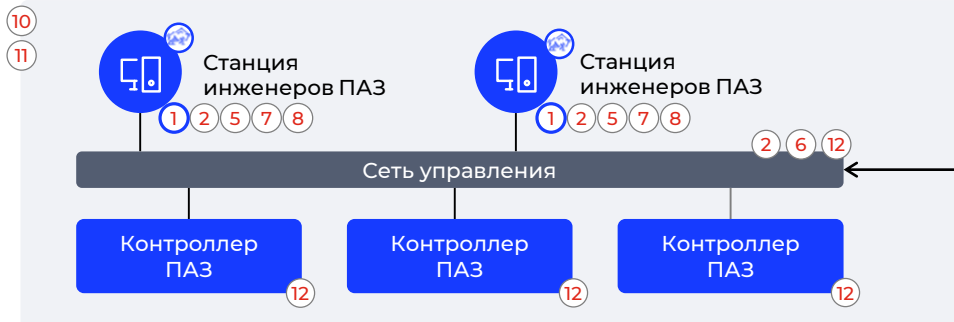 10
11
Станция
инженеров ПАЗ
1 2 5 7 8
Станция
инженеров ПАЗ
1 2 5 7 8
2 6 12
Сеть управления
Контроллер
ПАЗ
12
Контроллер
ПАЗ
12
Контроллер
ПАЗ
12